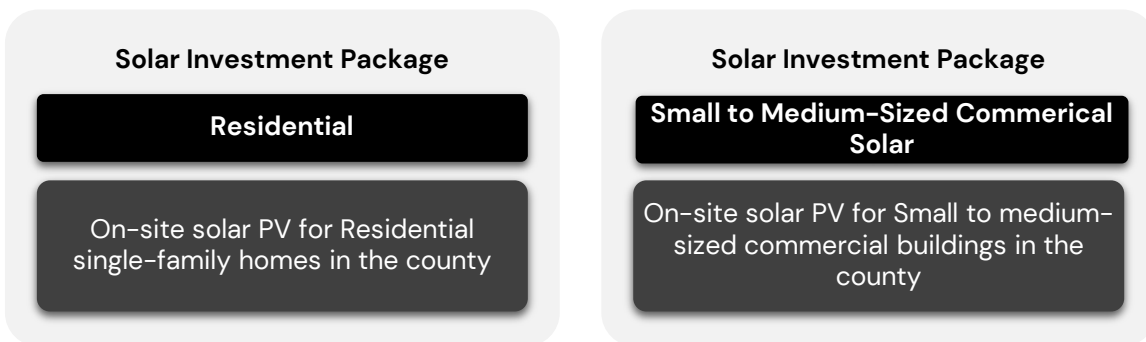 Solar Investment Package
Residential
On-site solar PV for Residential
single-family homes in the county
Solar Investment Package
Small to Medium-Sized Commerical
Solar
On-site solar PV for Small to medium-
sized commercial buildings in the
county